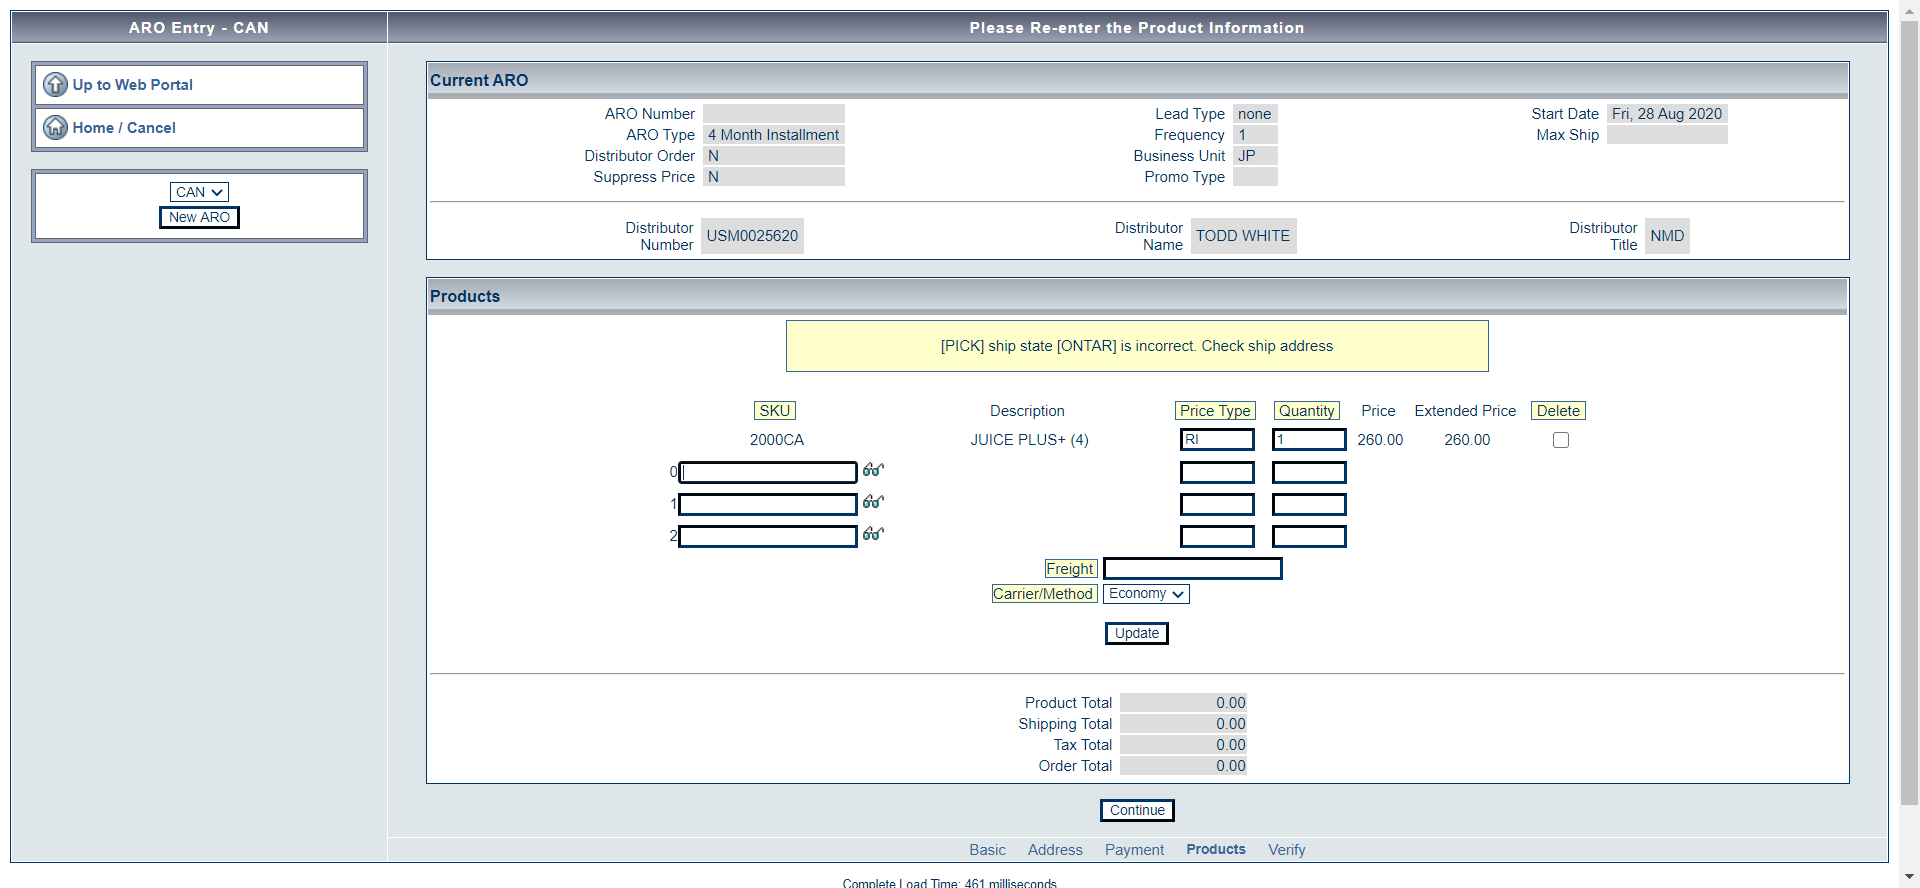 ARO Entry - CAN
Please Re-enter the Product Information
Up to Web Portal
Home / Cancel
CAN
New ARO
Current ARO
ARO Number
Lead Type none
Start Date Fri, 28 Aug 2020
ARO Type 4 Month Installment
Frequency 1
Max Ship
Distributor Order N
Business Unit JP
Suppress Price N
Promo Type
Distributor Number USM0025620
Distributor Name TODD WHITE
Distributor Title NMD
Products
[PICK] ship state [ONTAR] is incorrect. Check ship address
SKU Description Price Type Quantity Price Extended Price Delete
2000CA JUICE PLUS+ (4) RI 1 260.00 260.00
0
1
2
Freight
Carrier/Method Economy
Update
Product Total 0.00
Shipping Total 0.00
Tax Total 0.00
Order Total 0.00
Continue
Basic Address Payment Products Verify
Complete Load Time: 461 milliseconds